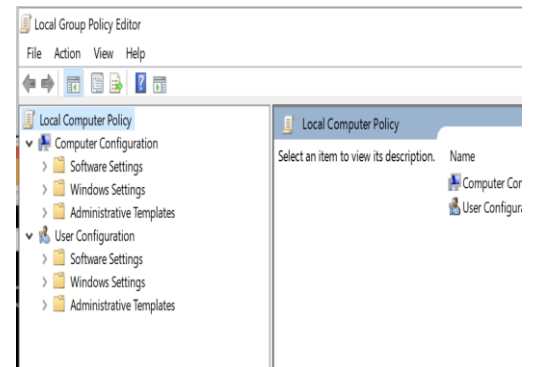 Local Group Policy Editor
File Action View Help
Local Computer Policy
Computer Configuration
Software Settings
Windows Settings
Administrative Templates
User Configuration
Software Settings
Windows Settings
Administrative Templates
Local Computer Policy
Select an item to view its description.
Name
Computer Cor
User Configura